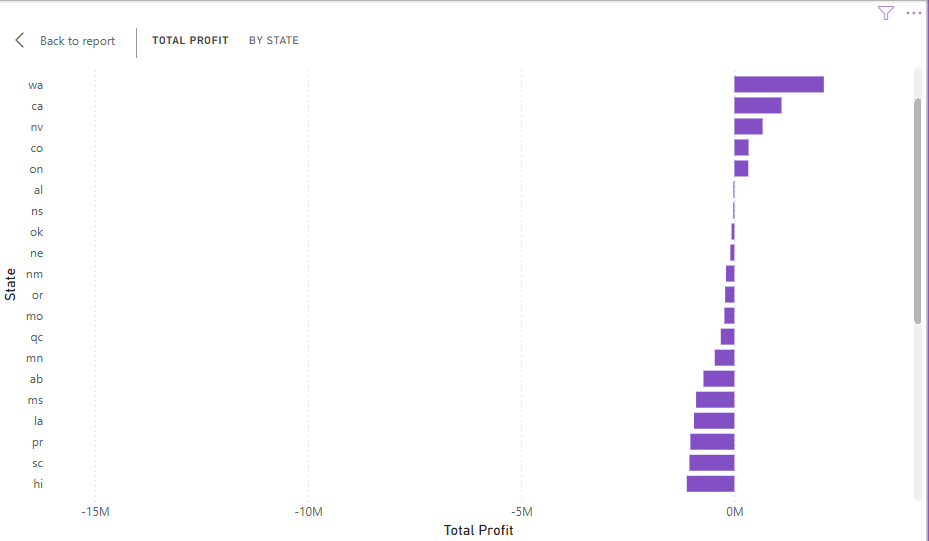 Back to report
TOTAL PROFIT BY STATE
wa
ca
nv
co
on
al
ns
ok
ne
nm
or
mo
qc
mn
ab
ms
la
pr
sc
hi
State
-15M -10M -5M 0M
Total Profit